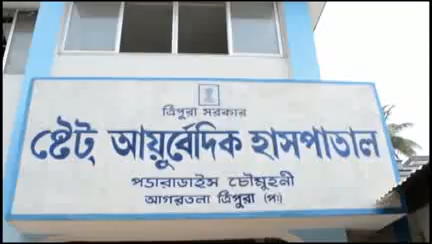 ত্রিপুরা সরকার
ষ্টেট্ আয়ুর্বেদিক হাসপাতাল
প্যারাডাইস চৌমুহনী
আগরতলা ত্রিপুরা (পঃ)